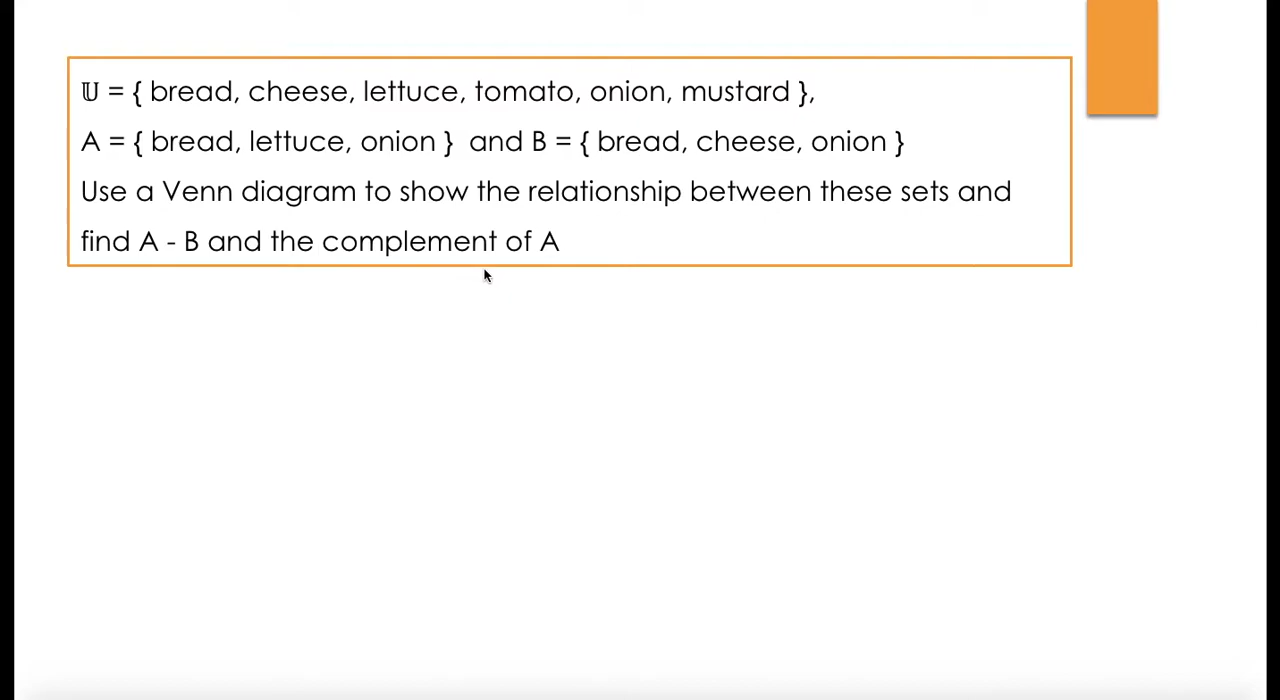 𝕌 = { bread, cheese, lettuce, tomato, onion, mustard },
A = { bread, lettuce, onion } and B = { bread, cheese, onion }
Use a Venn diagram to show the relationship between these sets and
find A - B and the complement of A